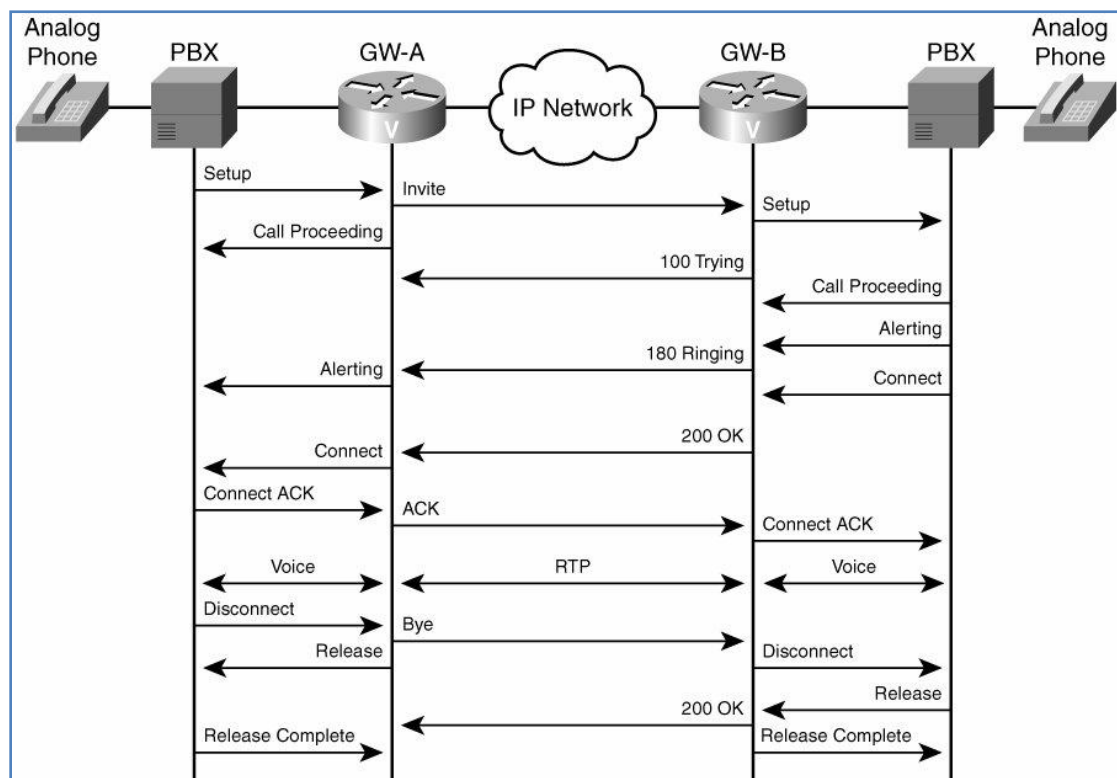 Analog
Phone
PBX
GW-A
IP Network
GW-B
PBX
Analog
Phone
V
V
Setup
Invite
Setup
Call Proceeding
100 Trying
Call Proceeding
Alerting
180 Ringing
Alerting
Connect
200 OK
Connect
Connect ACK
ACK
Connect ACK
Voice
RTP
Voice
Disconnect
Bye
Release
Disconnect
Release
200 OK
Release Complete
Release Complete